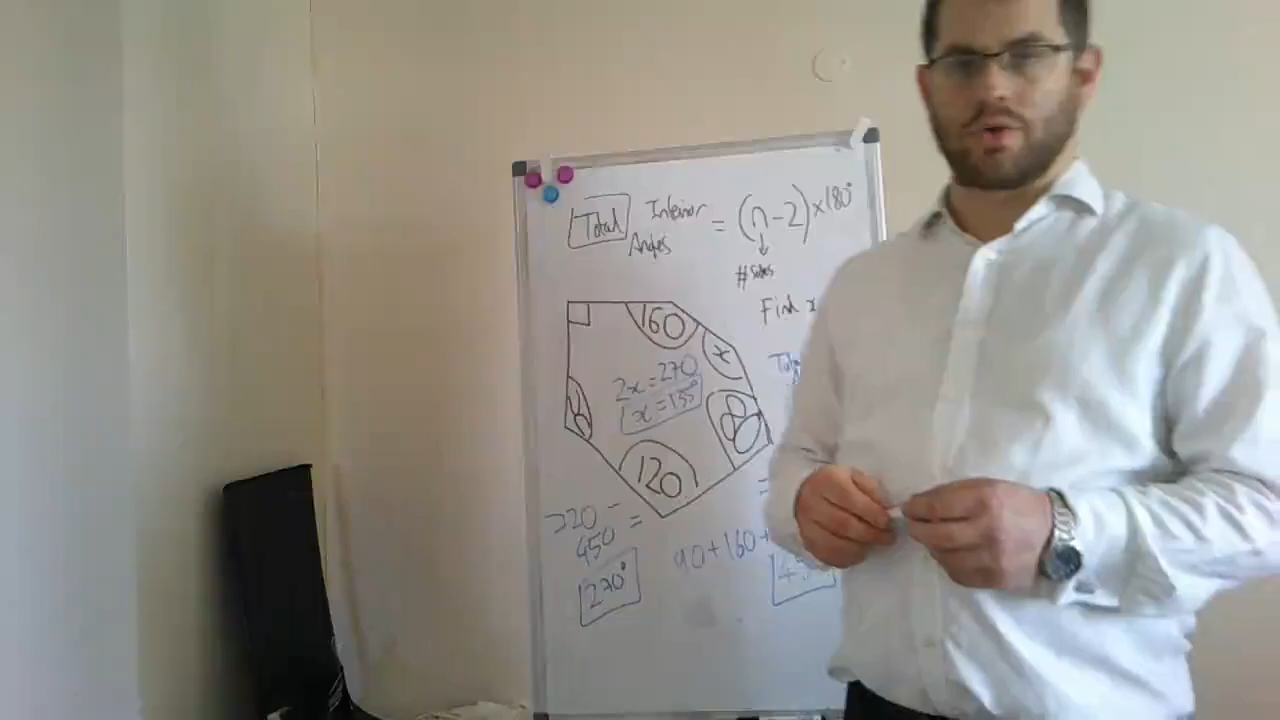 Total Interior Angles = (n-2)×180°
# Sides
Find x
160
x
2x=270
x=135°
x
80
120
720-
450 =
270°
90+160+